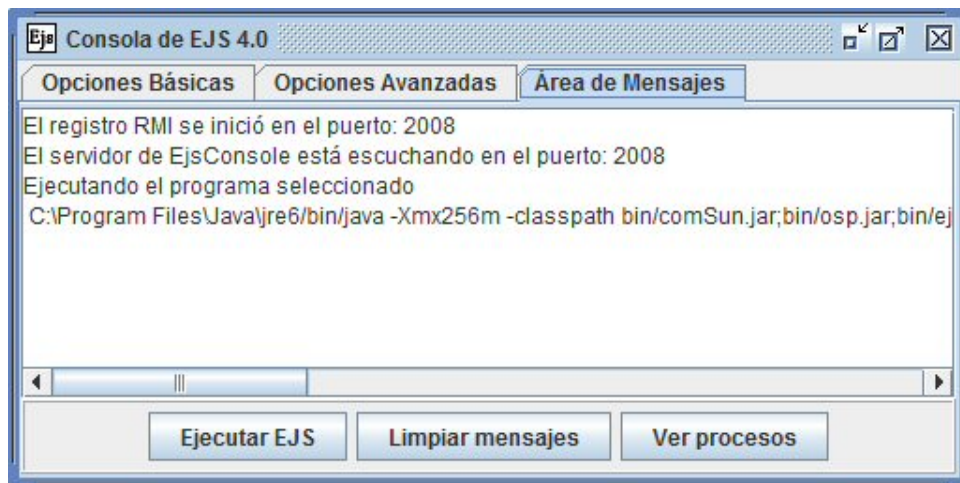 Ejs Consola de EJS 4.0
Opciones Básicas Opciones Avanzadas Área de Mensajes
El registro RMI se inició en el puerto: 2008
El servidor de EjsConsole está escuchando en el puerto: 2008
Ejecutando el programa seleccionado
C:\Program Files\Java\jre6/bin/java -Xmx256m -classpath bin/comSun.jar;bin/osp.jar;bin/ej
Ejecutar EJS Limpiar mensajes Ver procesos